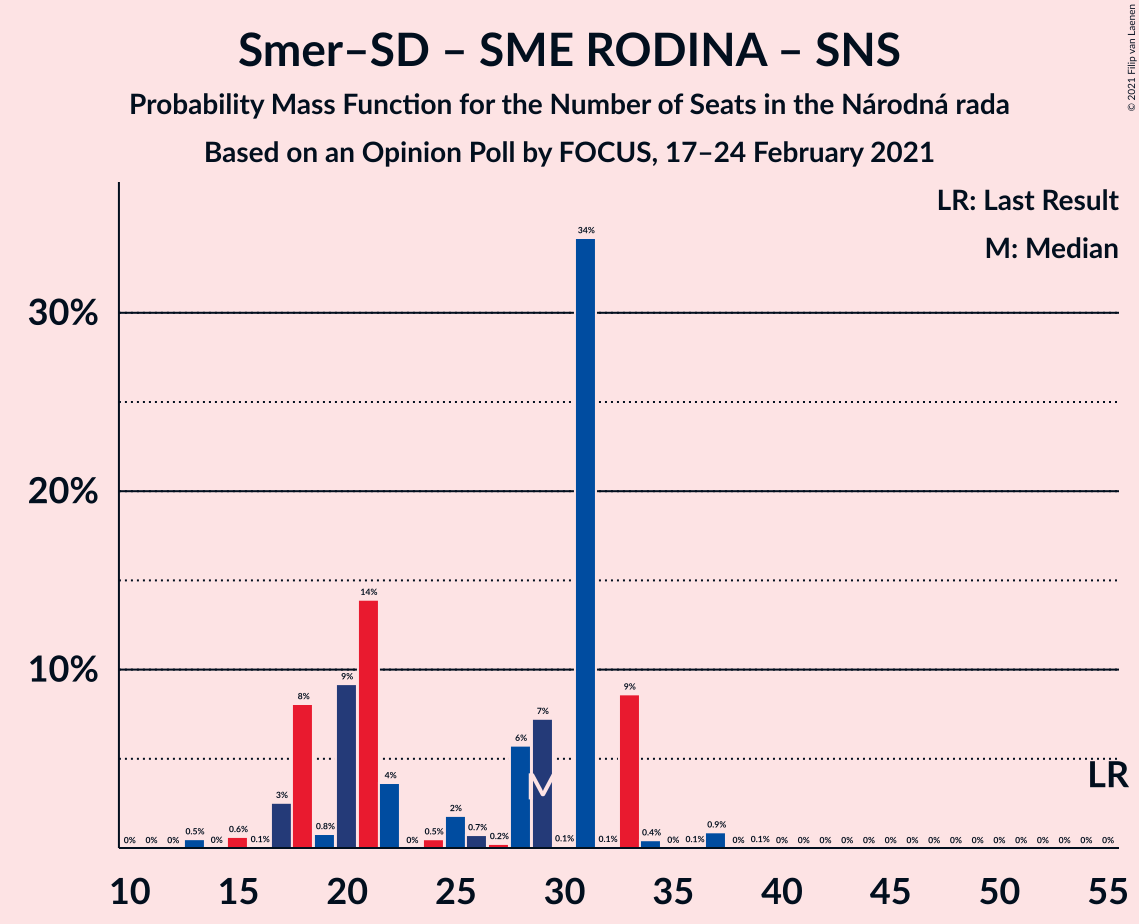 Smer–SD – SME RODINA – SNS
Probability Mass Function for the Number of Seats in the Národná rada
Based on an Opinion Poll by FOCUS, 17–24 February 2021
© 2021 Filip van Laenen
LR: Last Result
M: Median
30%
20%
10%
0% 0% 0% 0.5% 0% 0.6% 0.1% 3% 8% 0.8% 9% 14% 4% 0% 0.5% 2% 0.7% 0.2% 6% 7% 0.1% 34% 0.1% 9% 0.4% 0% 0.1% 0.9% 0% 0.1% 0% 0% 0% 0% 0% 0% 0% 0% 0% 0% 0% 0% 0% 0% 0% 0%
M
LR
10 15 20 25 30 35 40 45 50 55